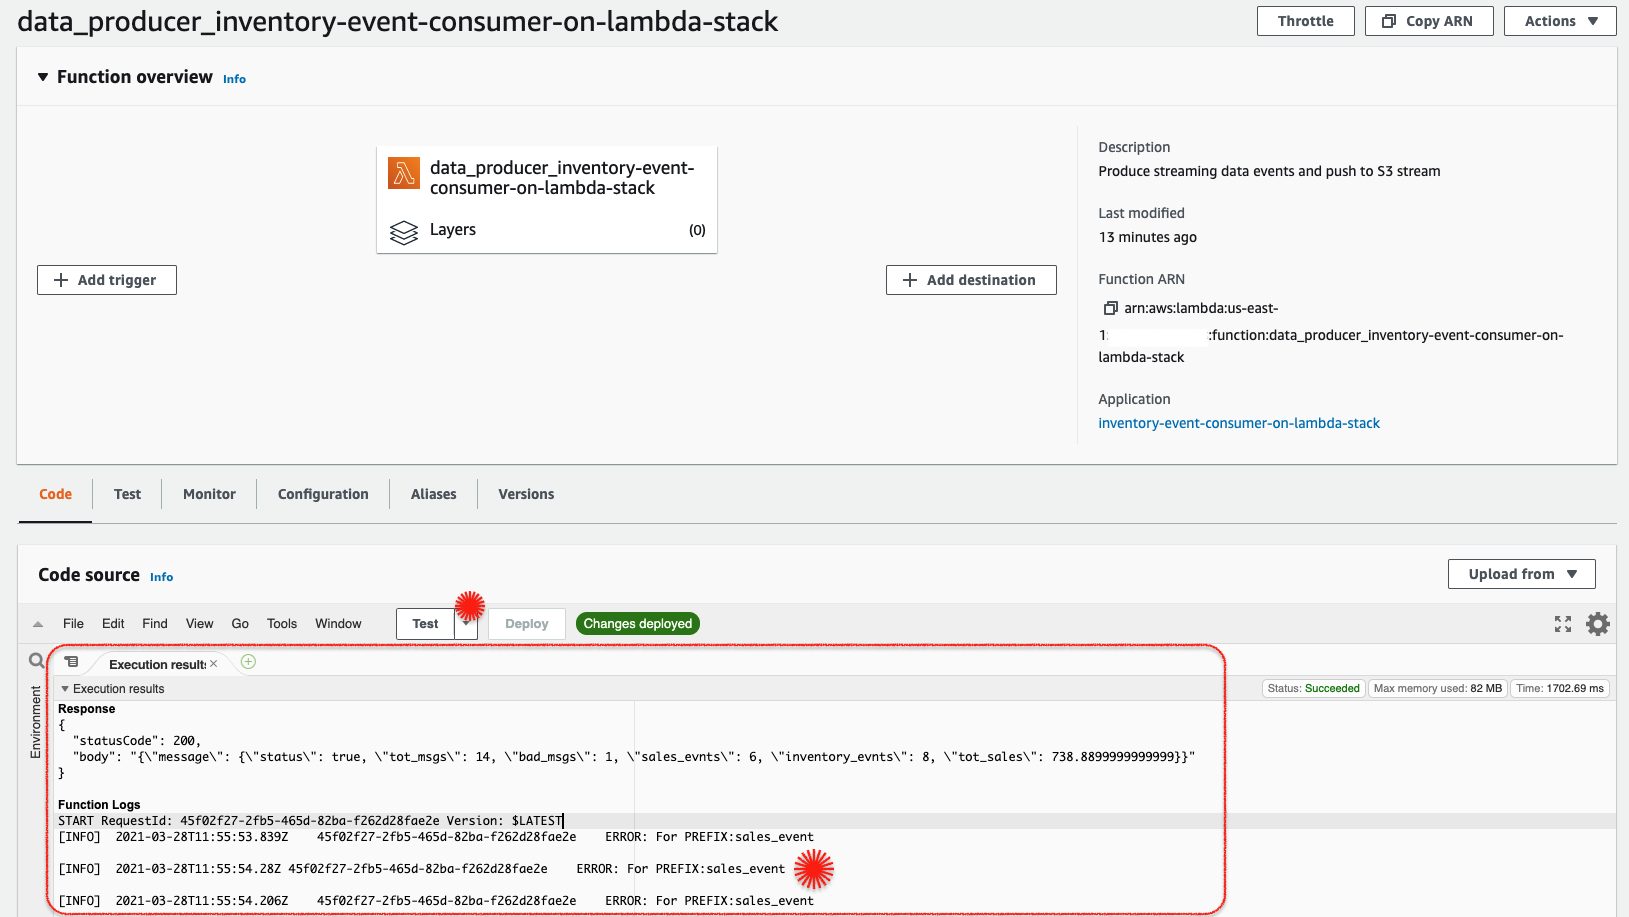 data_producer_inventory-event-consumer-on-lambda-stack
Throttle
Copy ARN
Actions
Function overview Info
data_producer_inventory-event-
consumer-on-lambda-stack
Layers (0)
Add trigger
Add destination
Description
Produce streaming data events and push to S3 stream
Last modified
13 minutes ago
Function ARN
arn:aws:lambda:us-east-
1: :function:data_producer_inventory-event-consumer-on-
lambda-stack
Application
inventory-event-consumer-on-lambda-stack
Code Test Monitor Configuration Aliases Versions
Code source Info
Upload from
File Edit Find View Go Tools Window Test Deploy Changes deployed
Environment
Execution results
Execution results
Status: Succeeded Max memory used: 82 MB Time: 1702.69 ms
Response
{
"statusCode": 200,
"body": "{\"message\": {\"status\": true, \"tot_msgs\": 14, \"bad_msgs\": 1, \"sales_evnts\": 6, \"inventory_evnts\": 8, \"tot_sales\": 738.8899999999999}}"
}
Function Logs
START RequestId: 45f02f27-2fb5-465d-82ba-f262d28fae2e Version: $LATEST
[INFO] 2021-03-28T11:55:53.839Z 45f02f27-2fb5-465d-82ba-f262d28fae2e ERROR: For PREFIX:sales_event
[INFO] 2021-03-28T11:55:54.28Z 45f02f27-2fb5-465d-82ba-f262d28fae2e ERROR: For PREFIX:sales_event
[INFO] 2021-03-28T11:55:54.206Z 45f02f27-2fb5-465d-82ba-f262d28fae2e ERROR: For PREFIX:sales_event